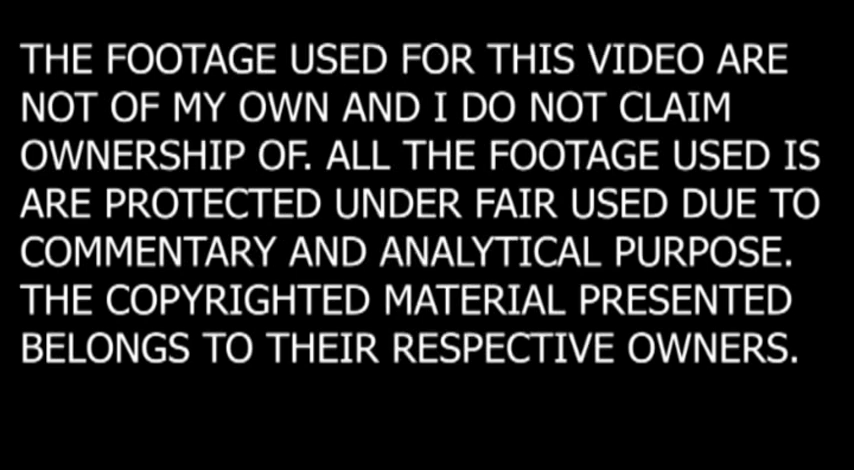 THE FOOTAGE USED FOR THIS VIDEO ARE
NOT OF MY OWN AND I DO NOT CLAIM
OWNERSHIP OF. ALL THE FOOTAGE USED IS
ARE PROTECTED UNDER FAIR USED DUE TO
COMMENTARY AND ANALYTICAL PURPOSE.
THE COPYRIGHTED MATERIAL PRESENTED
BELONGS TO THEIR RESPECTIVE OWNERS.